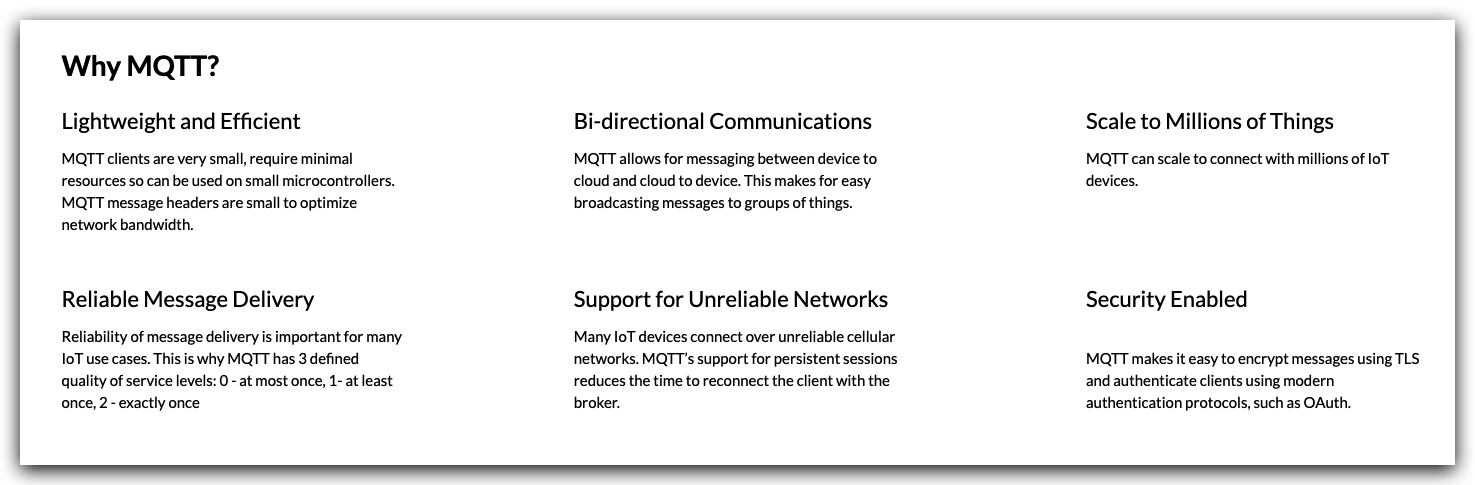 Why MQTT?
Lightweight and Efficient
MQTT clients are very small, require minimal
resources so can be used on small microcontrollers.
MQTT message headers are small to optimize
network bandwidth.
Bi-directional Communications
MQTT allows for messaging between device to
cloud and cloud to device. This makes for easy
broadcasting messages to groups of things.
Scale to Millions of Things
MQTT can scale to connect with millions of IoT
devices.
Reliable Message Delivery
Reliability of message delivery is important for many
IoT use cases. This is why MQTT has 3 defined
quality of service levels: 0 - at most once, 1- at least
once, 2 - exactly once
Support for Unreliable Networks
Many IoT devices connect over unreliable cellular
networks. MQTT’s support for persistent sessions
reduces the time to reconnect the client with the
broker.
Security Enabled
MQTT makes it easy to encrypt messages using TLS
and authenticate clients using modern
authentication protocols, such as OAuth.